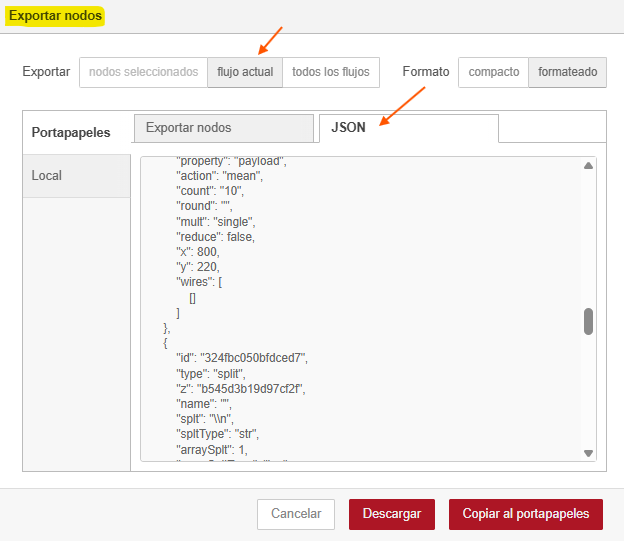 Exportar nodos
Exportar nodos seleccionados flujo actual todos los flujos Formato compacto formateado
Portapapeles
Local
Exportar nodos JSON
"property": "payload",
"action": "mean",
"count": "10",
"round": "",
"mult": "single",
"reduce": false,
"x": 800,
"y": 220,
"wires": [
[]
]
},
{
"id": "324fbc050bfdced7",
"type": "split",
"z": "b545d3b19d97cf2f",
"name": "",
"splt": "\\n",
"spltType": "str",
"arraySplt": 1,
Cancelar Descargar Copiar al portapapeles